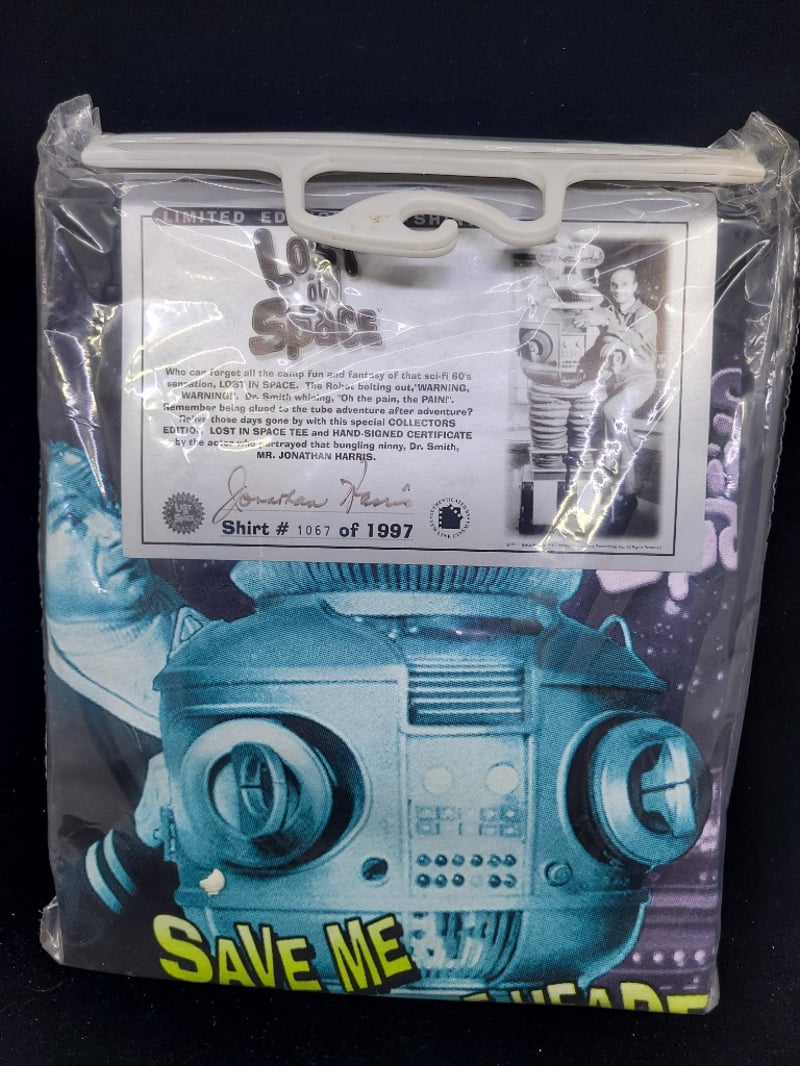 LIMITED ED
LOST
IN
SPACE
Who can forget all the camp fun and fantasy of that sci-fi 60's
sensation, LOST IN SPACE. The Robot belting out,'WARNING,
WARNING!'. Dr. Smith whining, 'Oh the pain, the PAIN!'.
Remember being glued to the tube adventure after adventure?
Relive those days gone by with this special COLLECTORS
EDITION LOST IN SPACE TEE and HAND-SIGNED CERTIFICATE
by the actor who portrayed that bungling ninny, Dr. Smith,
MR. JONATHAN HARRIS.
Jonathan Harris
Shirt # 1067 of 1997
SAVE ME